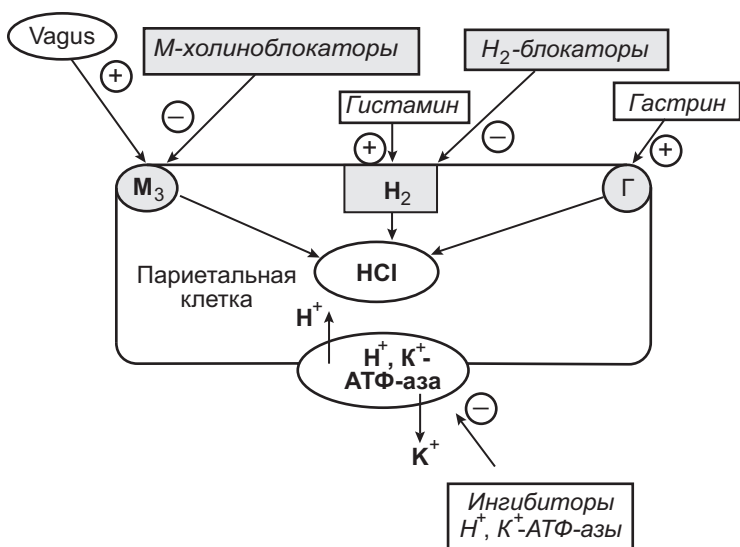 Vagus
М-холиноблокаторы
H₂-блокаторы
Гистамин
Гастрин
+
−
+
−
+
M₃
H₂
Г
HCl
Париетальная
клетка
H⁺
H⁺, K⁺-
АТФ-аза
−
K⁺
Ингибиторы
H⁺, K⁺-АТФ-азы